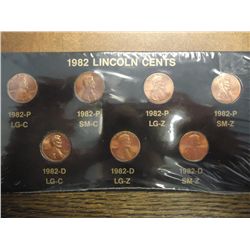 1982 LINCOLN CENTS
1982-P 1982-P 1982-P 1982-P
LG-C SM-C LG-Z SM-Z
1982-D 1982-D 1982-D
LG-C LG-Z SM-Z